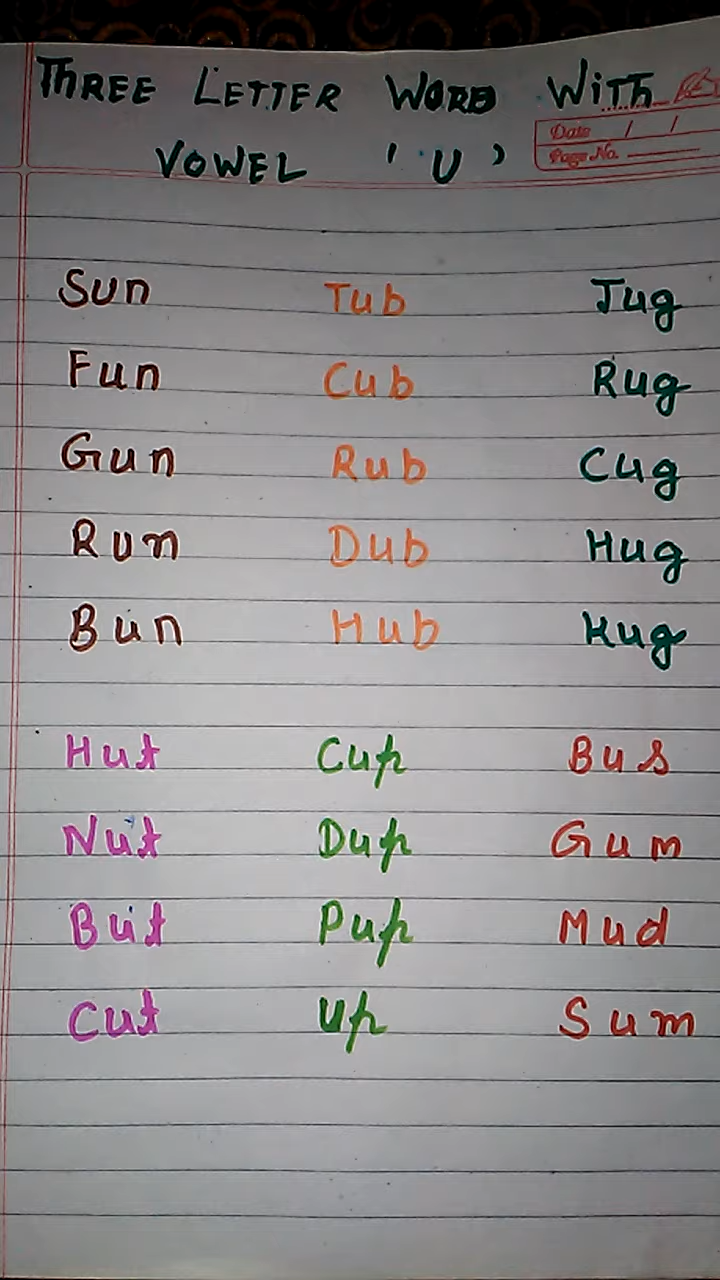 THREE LETTER WORD WITH
Date / /
VOWEL 'U'
Page No.
Sun Tub Jug
Fun Cub Rug
Gun Rub Cug
Run Dub Hug
Bun Hub Kug
Hut Cup Bus
Nut Dup Gum
But Pup Mud
Cut Up Sum